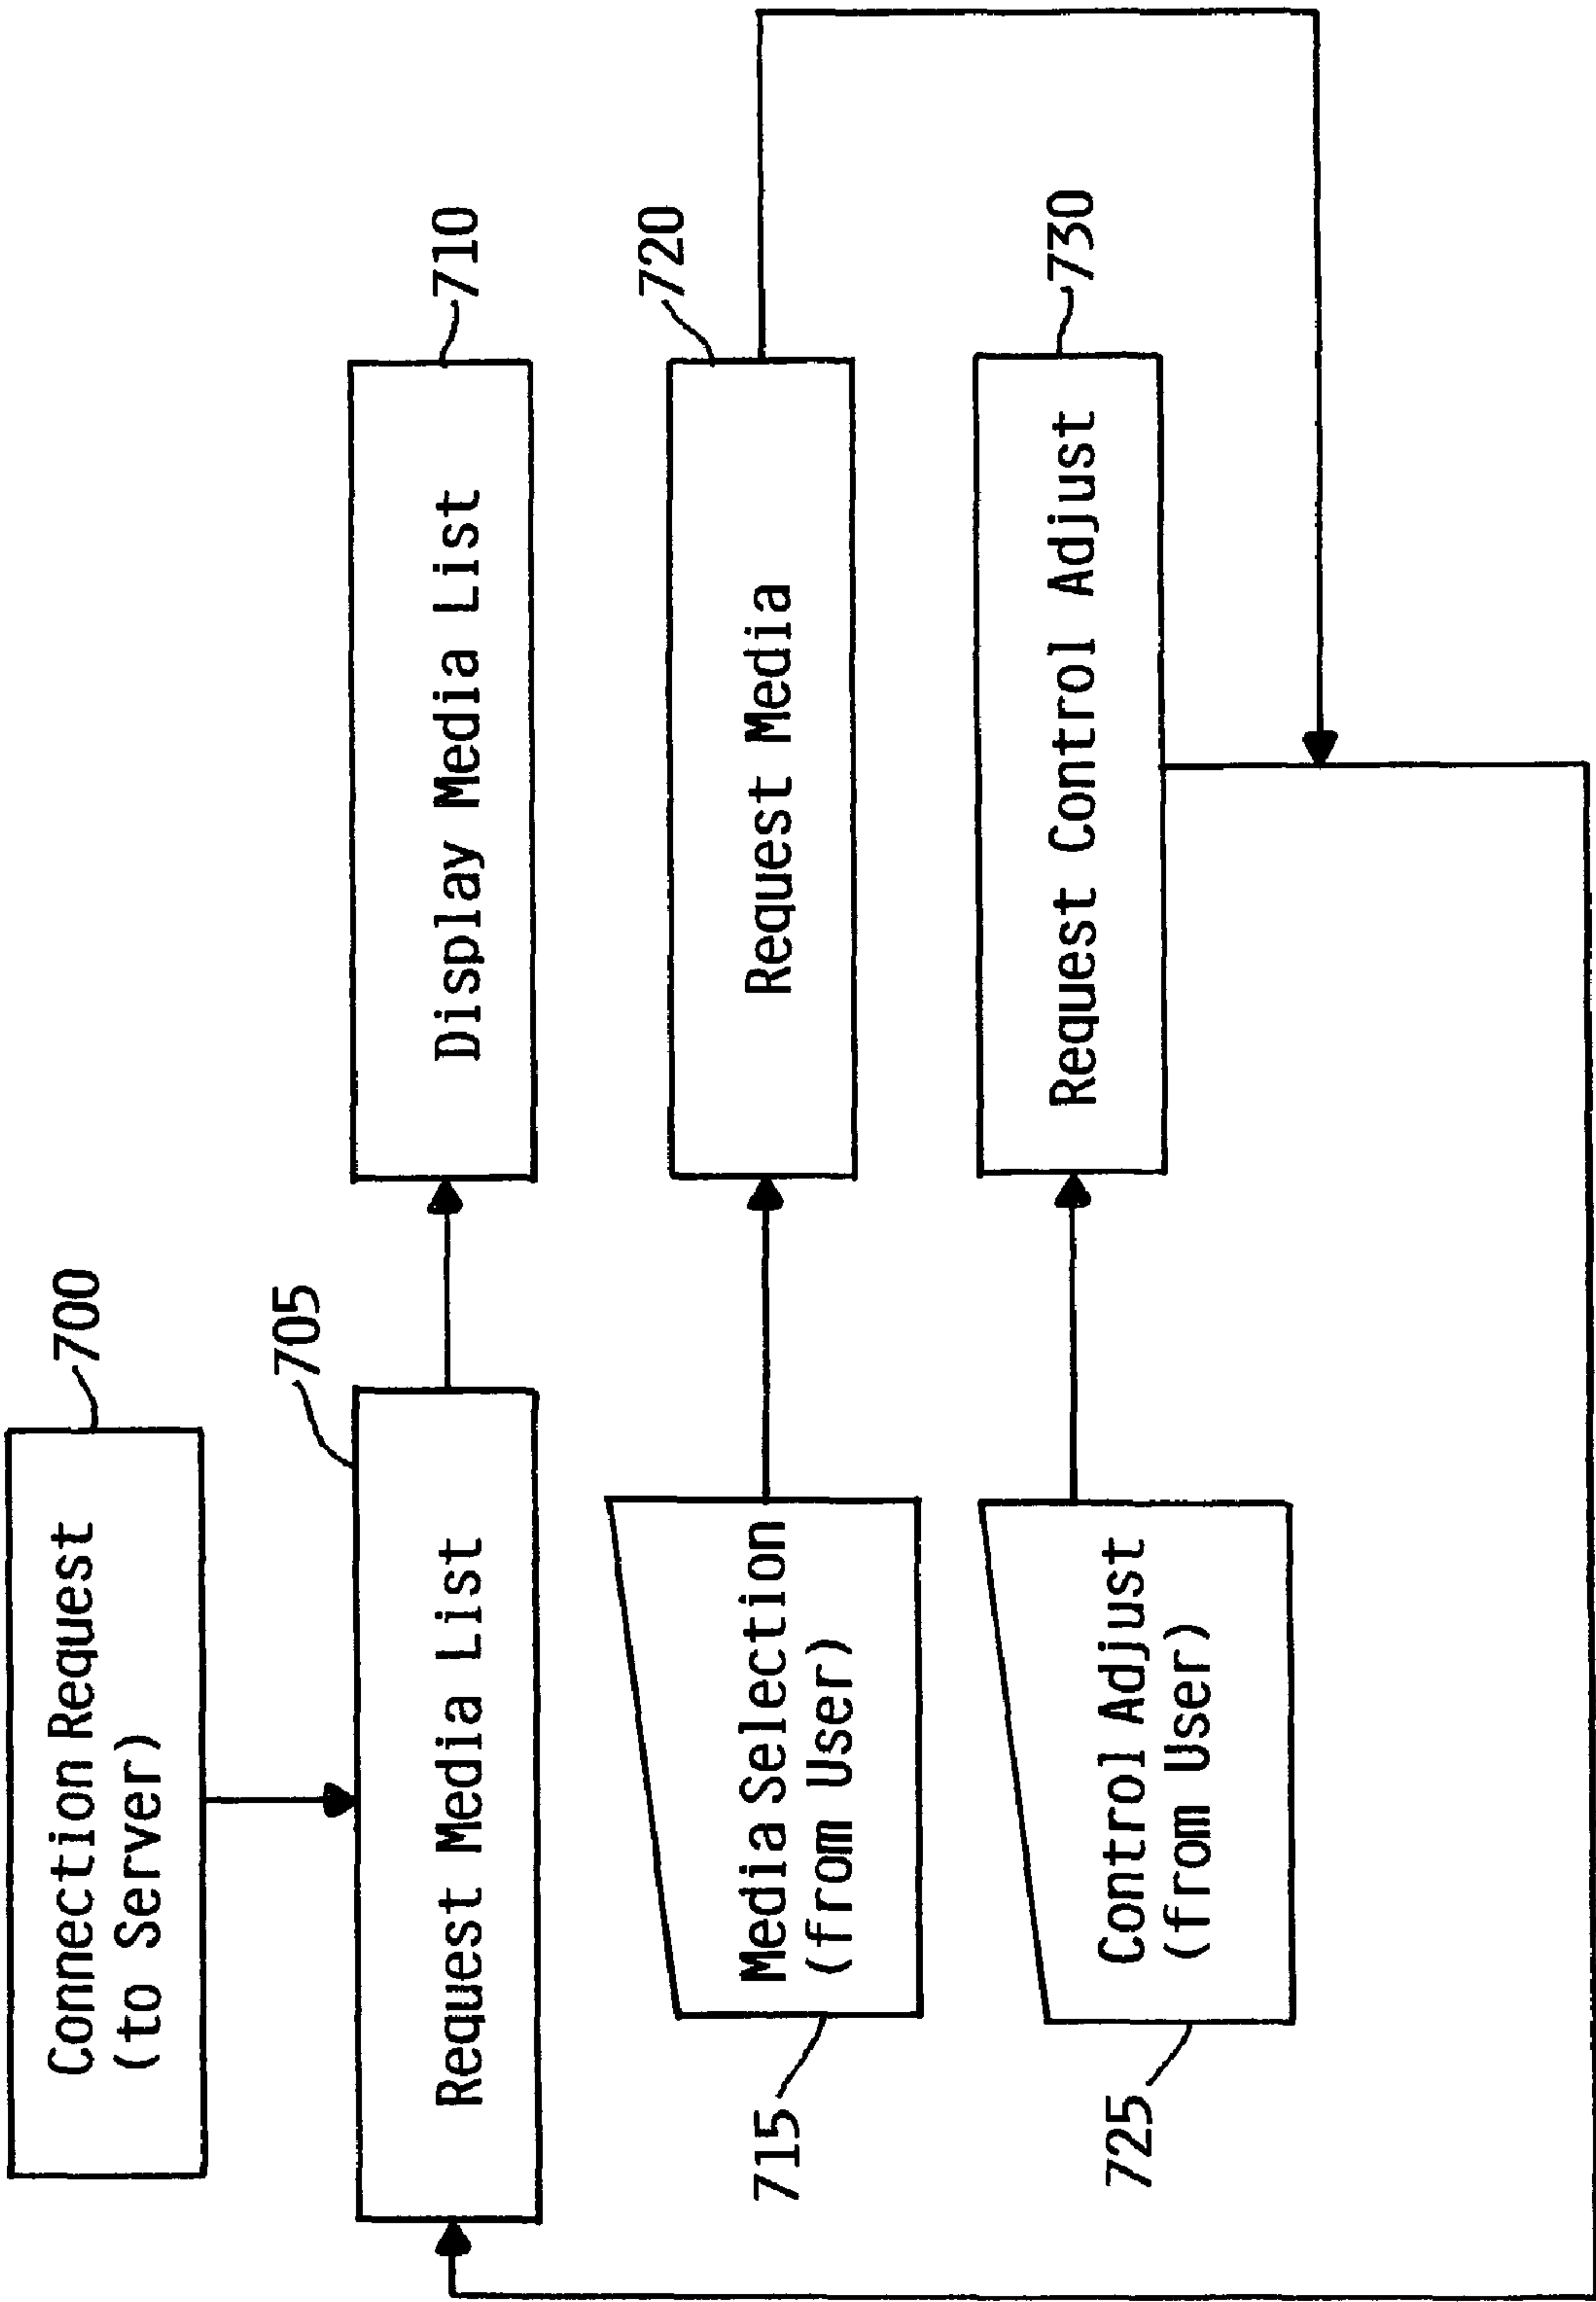 Connection Request
(to Server)
700
705
Request Media List
Display Media List
710
Media Selection
(from User)
715
Request Media
720
Control Adjust
(from User)
725
Request Control Adjust
730